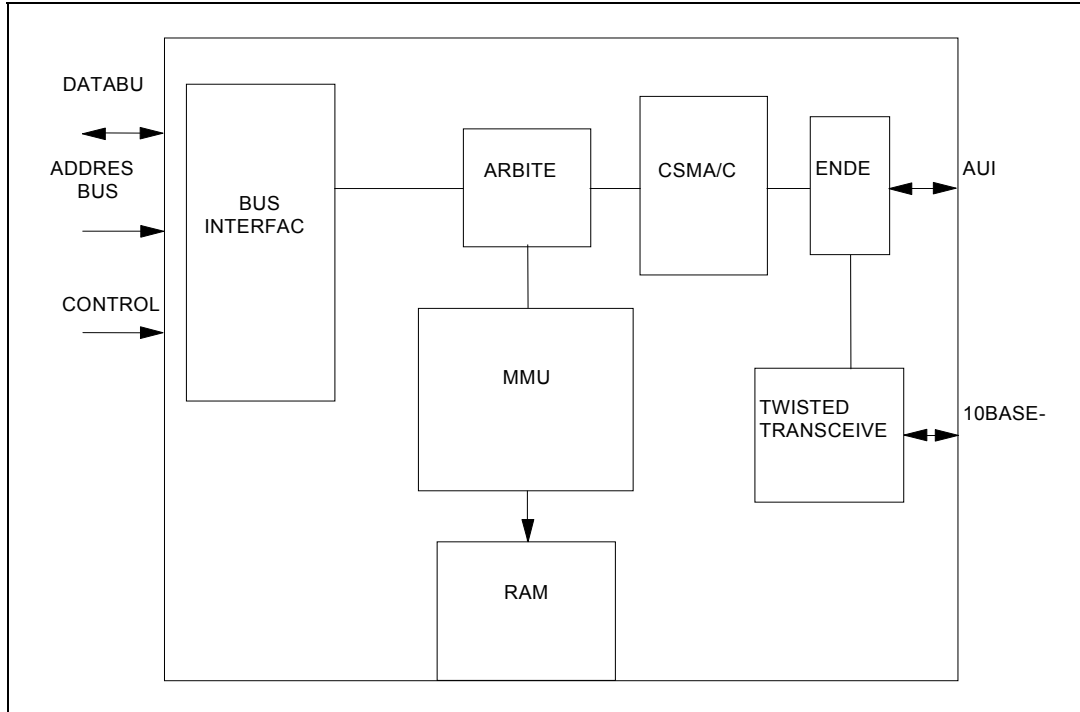 DATABU
ADDRES
BUS
CONTROL
BUS
INTERFAC
ARBITE
CSMA/C
ENDE
AUI
MMU
TWISTED
TRANSCEIVE
10BASE-
RAM